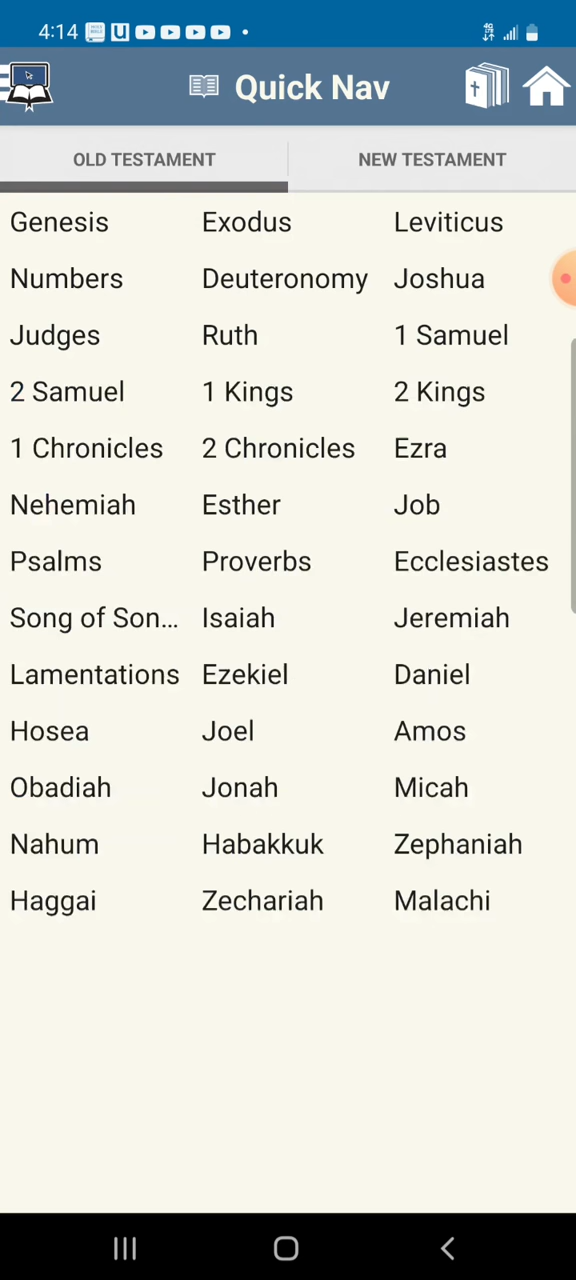 4:14
Quick Nav
OLD TESTAMENT NEW TESTAMENT
Genesis Exodus Leviticus
Numbers Deuteronomy Joshua
Judges Ruth 1 Samuel
2 Samuel 1 Kings 2 Kings
1 Chronicles 2 Chronicles Ezra
Nehemiah Esther Job
Psalms Proverbs Ecclesiastes
Song of Son... Isaiah Jeremiah
Lamentations Ezekiel Daniel
Hosea Joel Amos
Obadiah Jonah Micah
Nahum Habakkuk Zephaniah
Haggai Zechariah Malachi